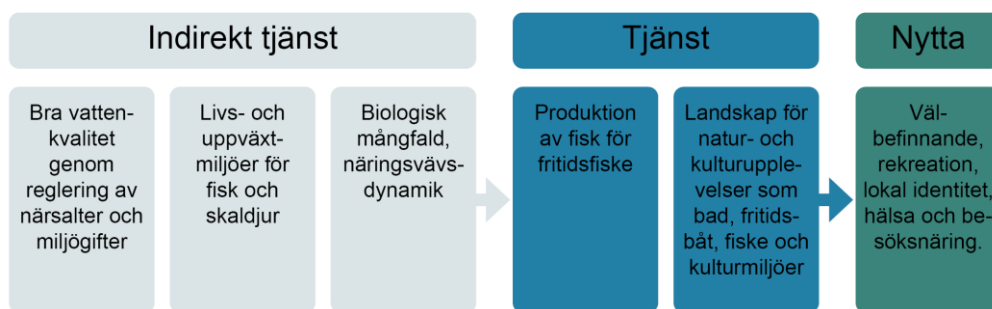 Indirekt tjänst
Tjänst
Nytta
Bra vatten-
kvalitet
genom
reglering av
närsalter och
miljögifter
Livs- och
uppväxt-
miljöer för
fisk och
skaldjur
Biologisk
mångfald,
näringsvävs-
dynamik
Produktion
av fisk för
fritidsfiske
Landskap för
natur- och
kulturupple-
velser som
bad, fritids-
båt, fiske och
kulturmiljöer
Väl-
befinnande,
rekreation,
lokal identitet,
hälsa och be-
söksnäring.